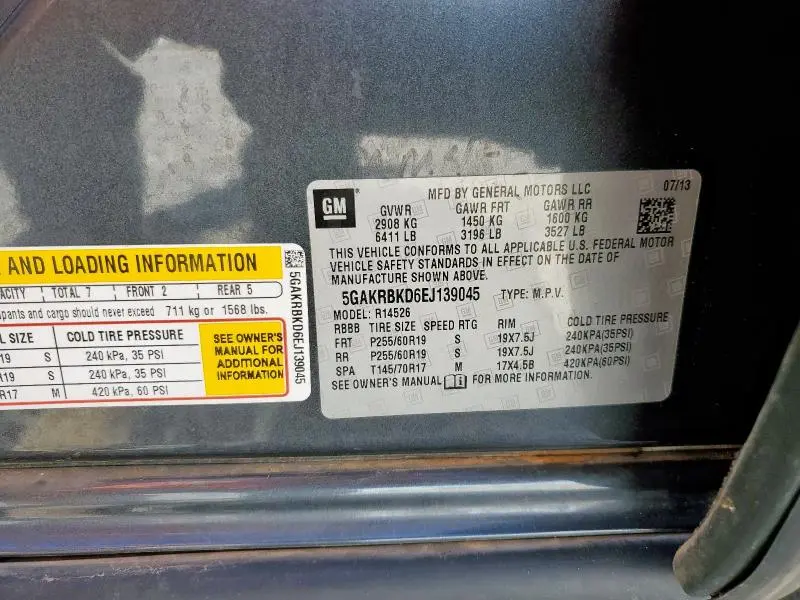 AND LOADING INFORMATION
TOTAL 7 FRONT 2 REAR 5
and cargo should never exceed 711 kg or 1568 lbs.
SIZE COLD TIRE PRESSURE
S 240 kPa, 35 PSI
S 240 kPa, 35 PSI
M 420 kPa, 60 PSI
SEE OWNER'S
MANUAL FOR
ADDITIONAL
INFORMATION
5GAKRBKD6EJ139045
GM
MFD BY GENERAL MOTORS LLC 07/13
GVWR GAWR FRT GAWR RR
2908 KG 1450 KG 1600 KG
6411 LB 3196 LB 3527 LB
THIS VEHICLE CONFORMS TO ALL APPLICABLE U.S. FEDERAL MOTOR
VEHICLE SAFETY STANDARDS IN EFFECT ON THE DATE OF
MANUFACTURE SHOWN ABOVE.
5GAKRBKD6EJ139045 TYPE: M.P.V.
MODEL: R14526
RBBB TIRE SIZE SPEED RTG RIM COLD TIRE PRESSURE
FRT P255/60R19 S 19X7.5J 240KPA(35PSI)
RR P255/60R19 S 19X7.5J 240KPA(35PSI)
SPA T145/70R17 M 17X4.5B 420KPA(60PSI)
SEE OWNER'S MANUAL FOR MORE INFORMATION.